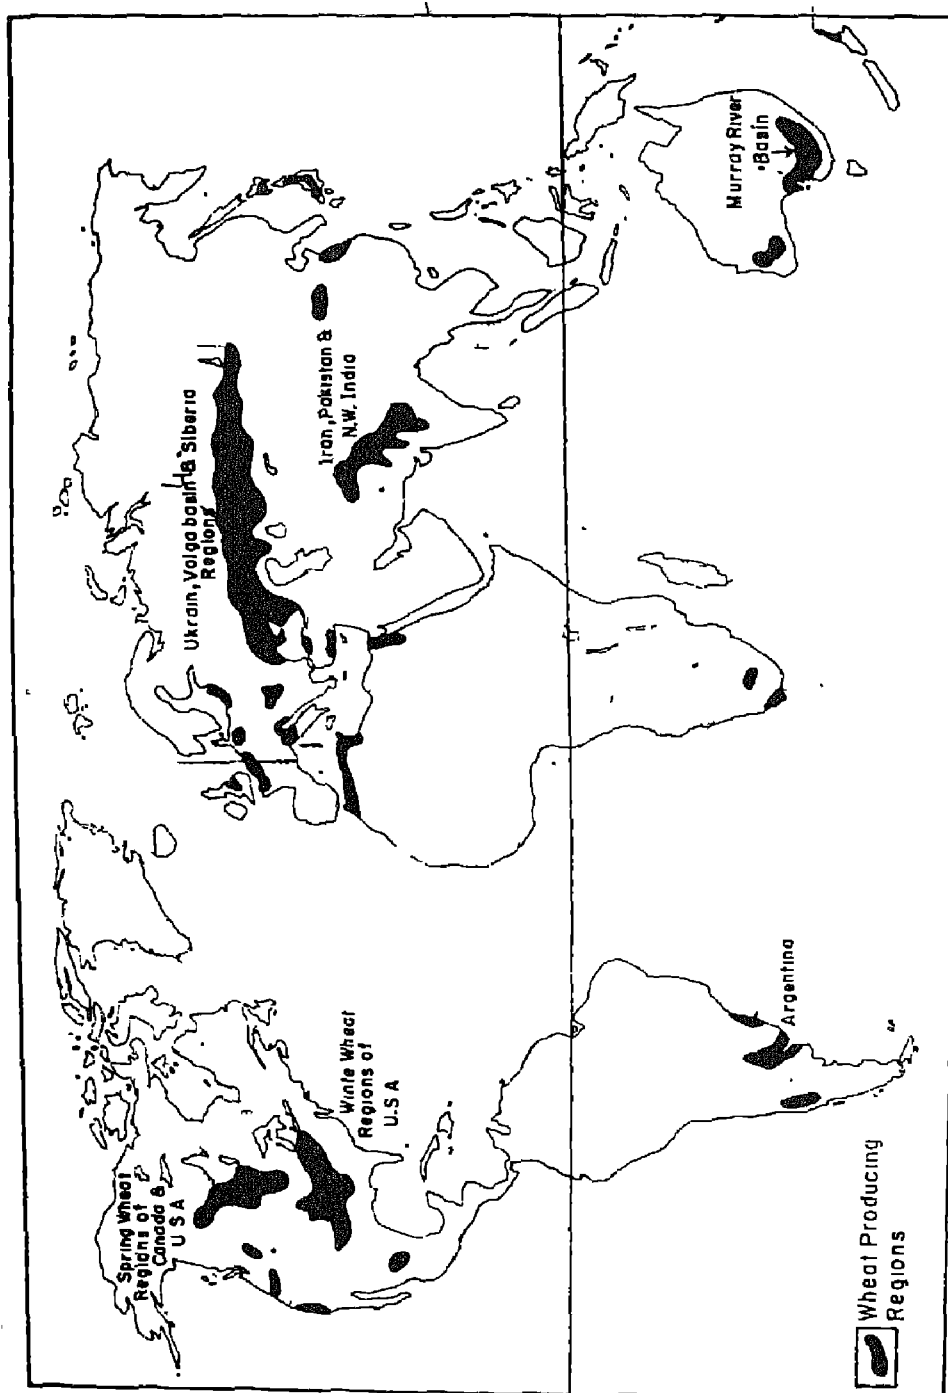 Spring Wheat
Regions of
Canada &
U S A
Winte Wheat
Regions of
U.S A
Ukrain, Volga basin & Siberia
Regions
Iran, Pakistan &
N.W. India
Murray River
Basin
Argentina
Wheat Producing
Regions